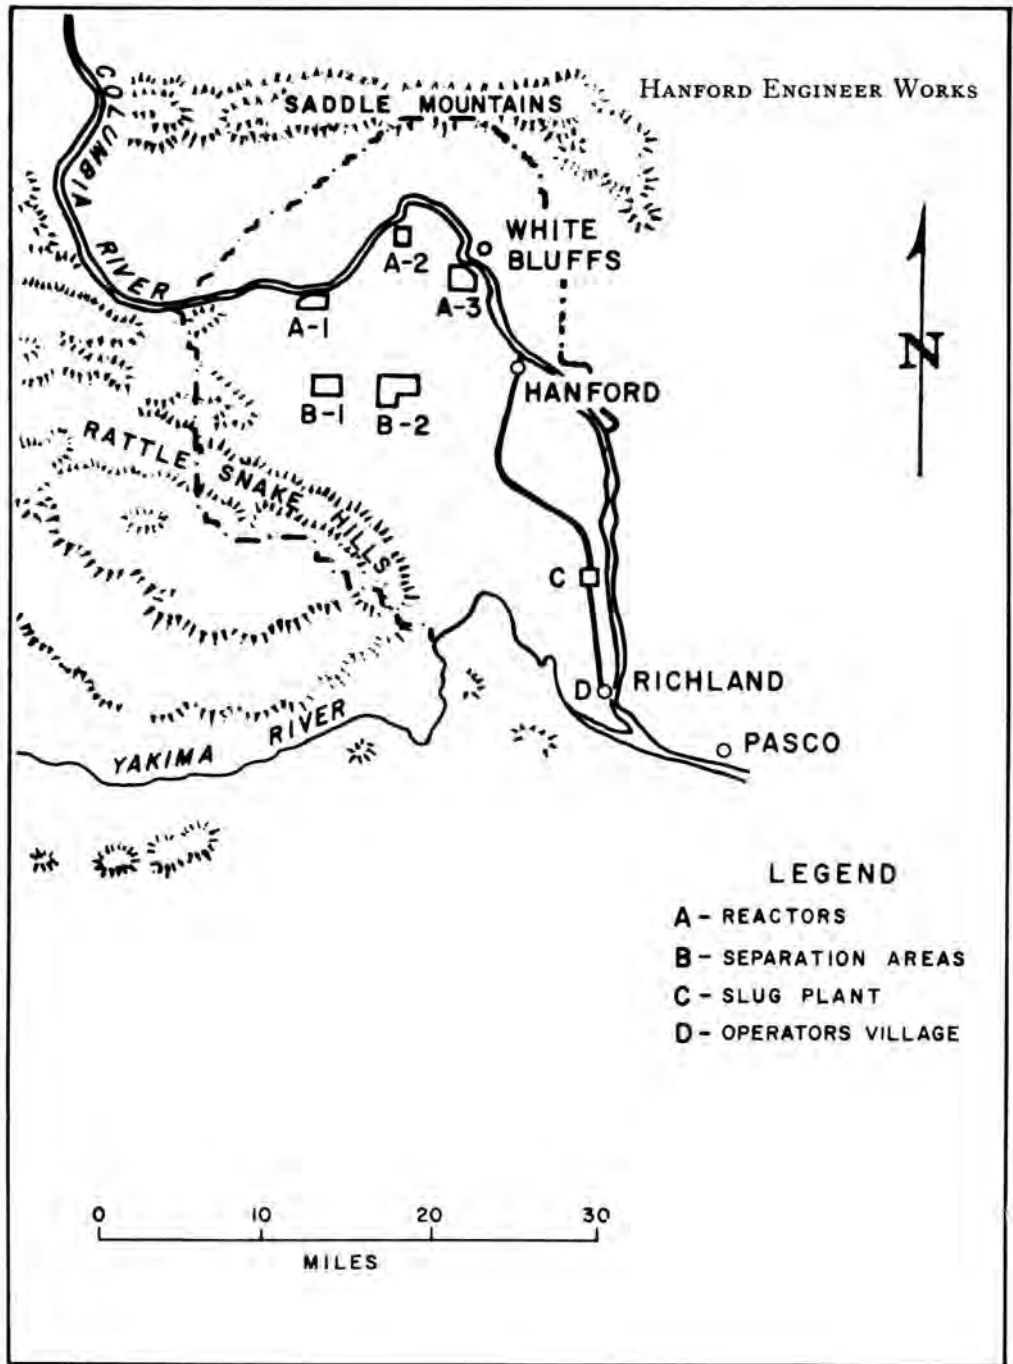 HANFORD ENGINEER WORKS
SADDLE MOUNTAINS
COLUMBIA
RIVER
WHITE
BLUFFS
A-2
A-3
A-1
N
HANFORD
B-1
B-2
RATTLE SNAKE HILLS
C
D
RICHLAND
YAKIMA RIVER
PASCO
LEGEND
A - REACTORS
B - SEPARATION AREAS
C - SLUG PLANT
D - OPERATORS VILLAGE
0 10 20 30
MILES